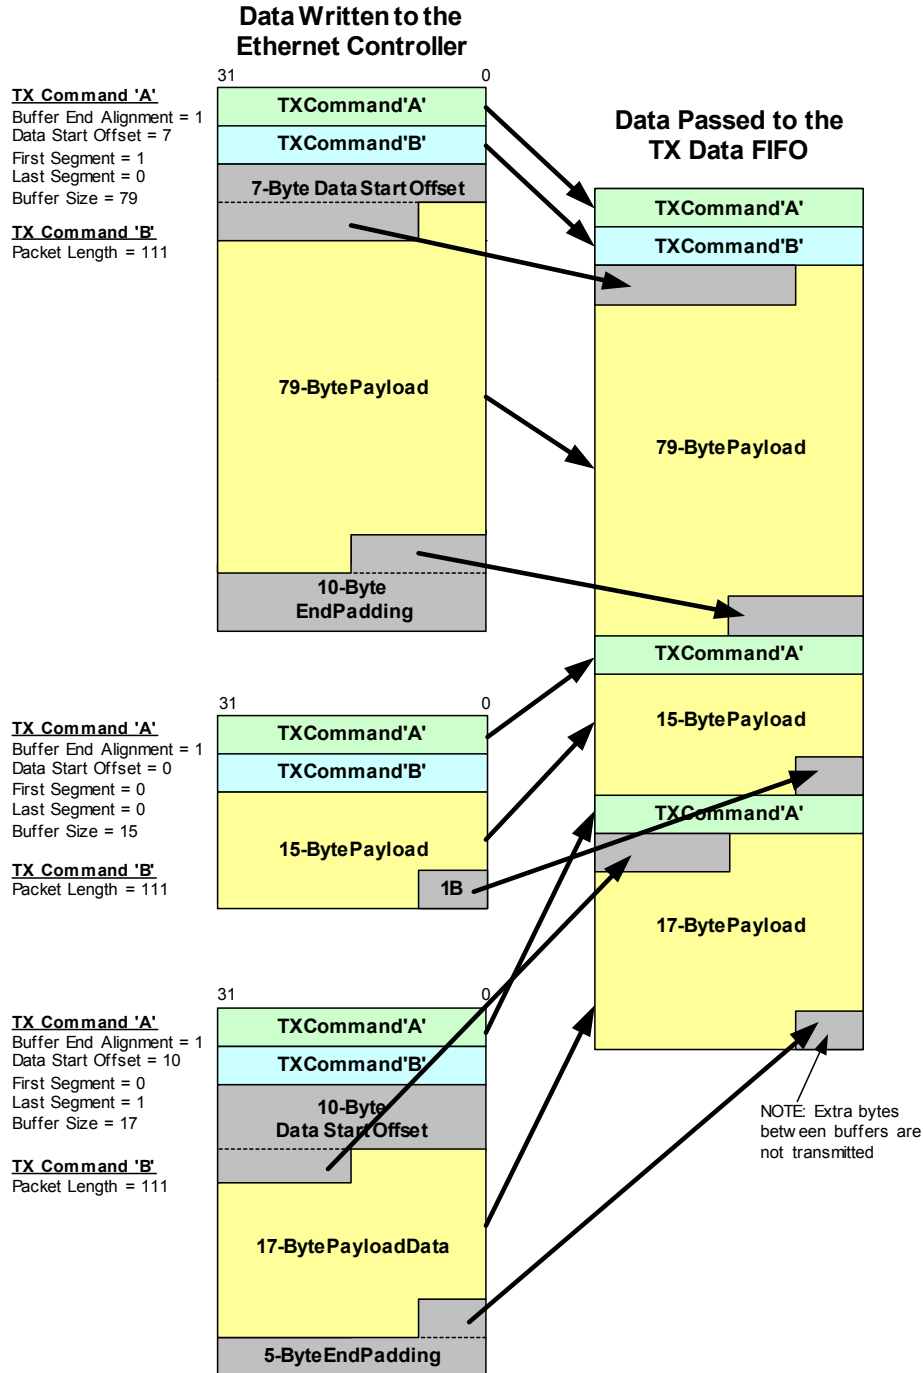 Data Written to the
Ethernet Controller
31 0
TX Command 'A'
Buffer End Alignment = 1
Data Start Offset = 7
First Segment = 1
Last Segment = 0
Buffer Size = 79
TX Command 'B'
Packet Length = 111
TXCommand'A'
TXCommand'B'
7-Byte Data Start Offset
79-BytePayload
10-Byte
EndPadding
Data Passed to the
TX Data FIFO
TXCommand'A'
TXCommand'B'
79-BytePayload
TXCommand'A'
15-BytePayload
TXCommand'A'
17-BytePayload
NOTE: Extra bytes
between buffers are
not transmitted
31 0
TX Command 'A'
Buffer End Alignment = 1
Data Start Offset = 0
First Segment = 0
Last Segment = 0
Buffer Size = 15
TX Command 'B'
Packet Length = 111
TXCommand'A'
TXCommand'B'
15-BytePayload
1B
31 0
TX Command 'A'
Buffer End Alignment = 1
Data Start Offset = 10
First Segment = 0
Last Segment = 1
Buffer Size = 17
TX Command 'B'
Packet Length = 111
TXCommand'A'
TXCommand'B'
10-Byte
Data StartOffset
17-BytePayloadData
5-ByteEndPadding